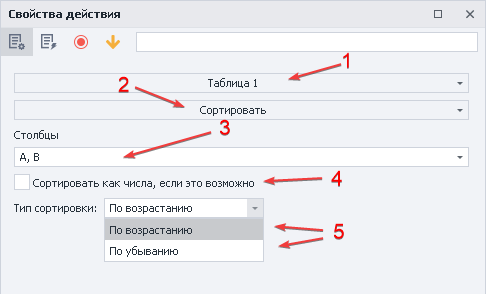 Свойства действия
1
Таблица 1
2
Сортировать
3
Столбцы
A, B
Сортировать как числа, если это возможно
4
Тип сортировки: По возрастанию
По возрастанию
5
По убыванию